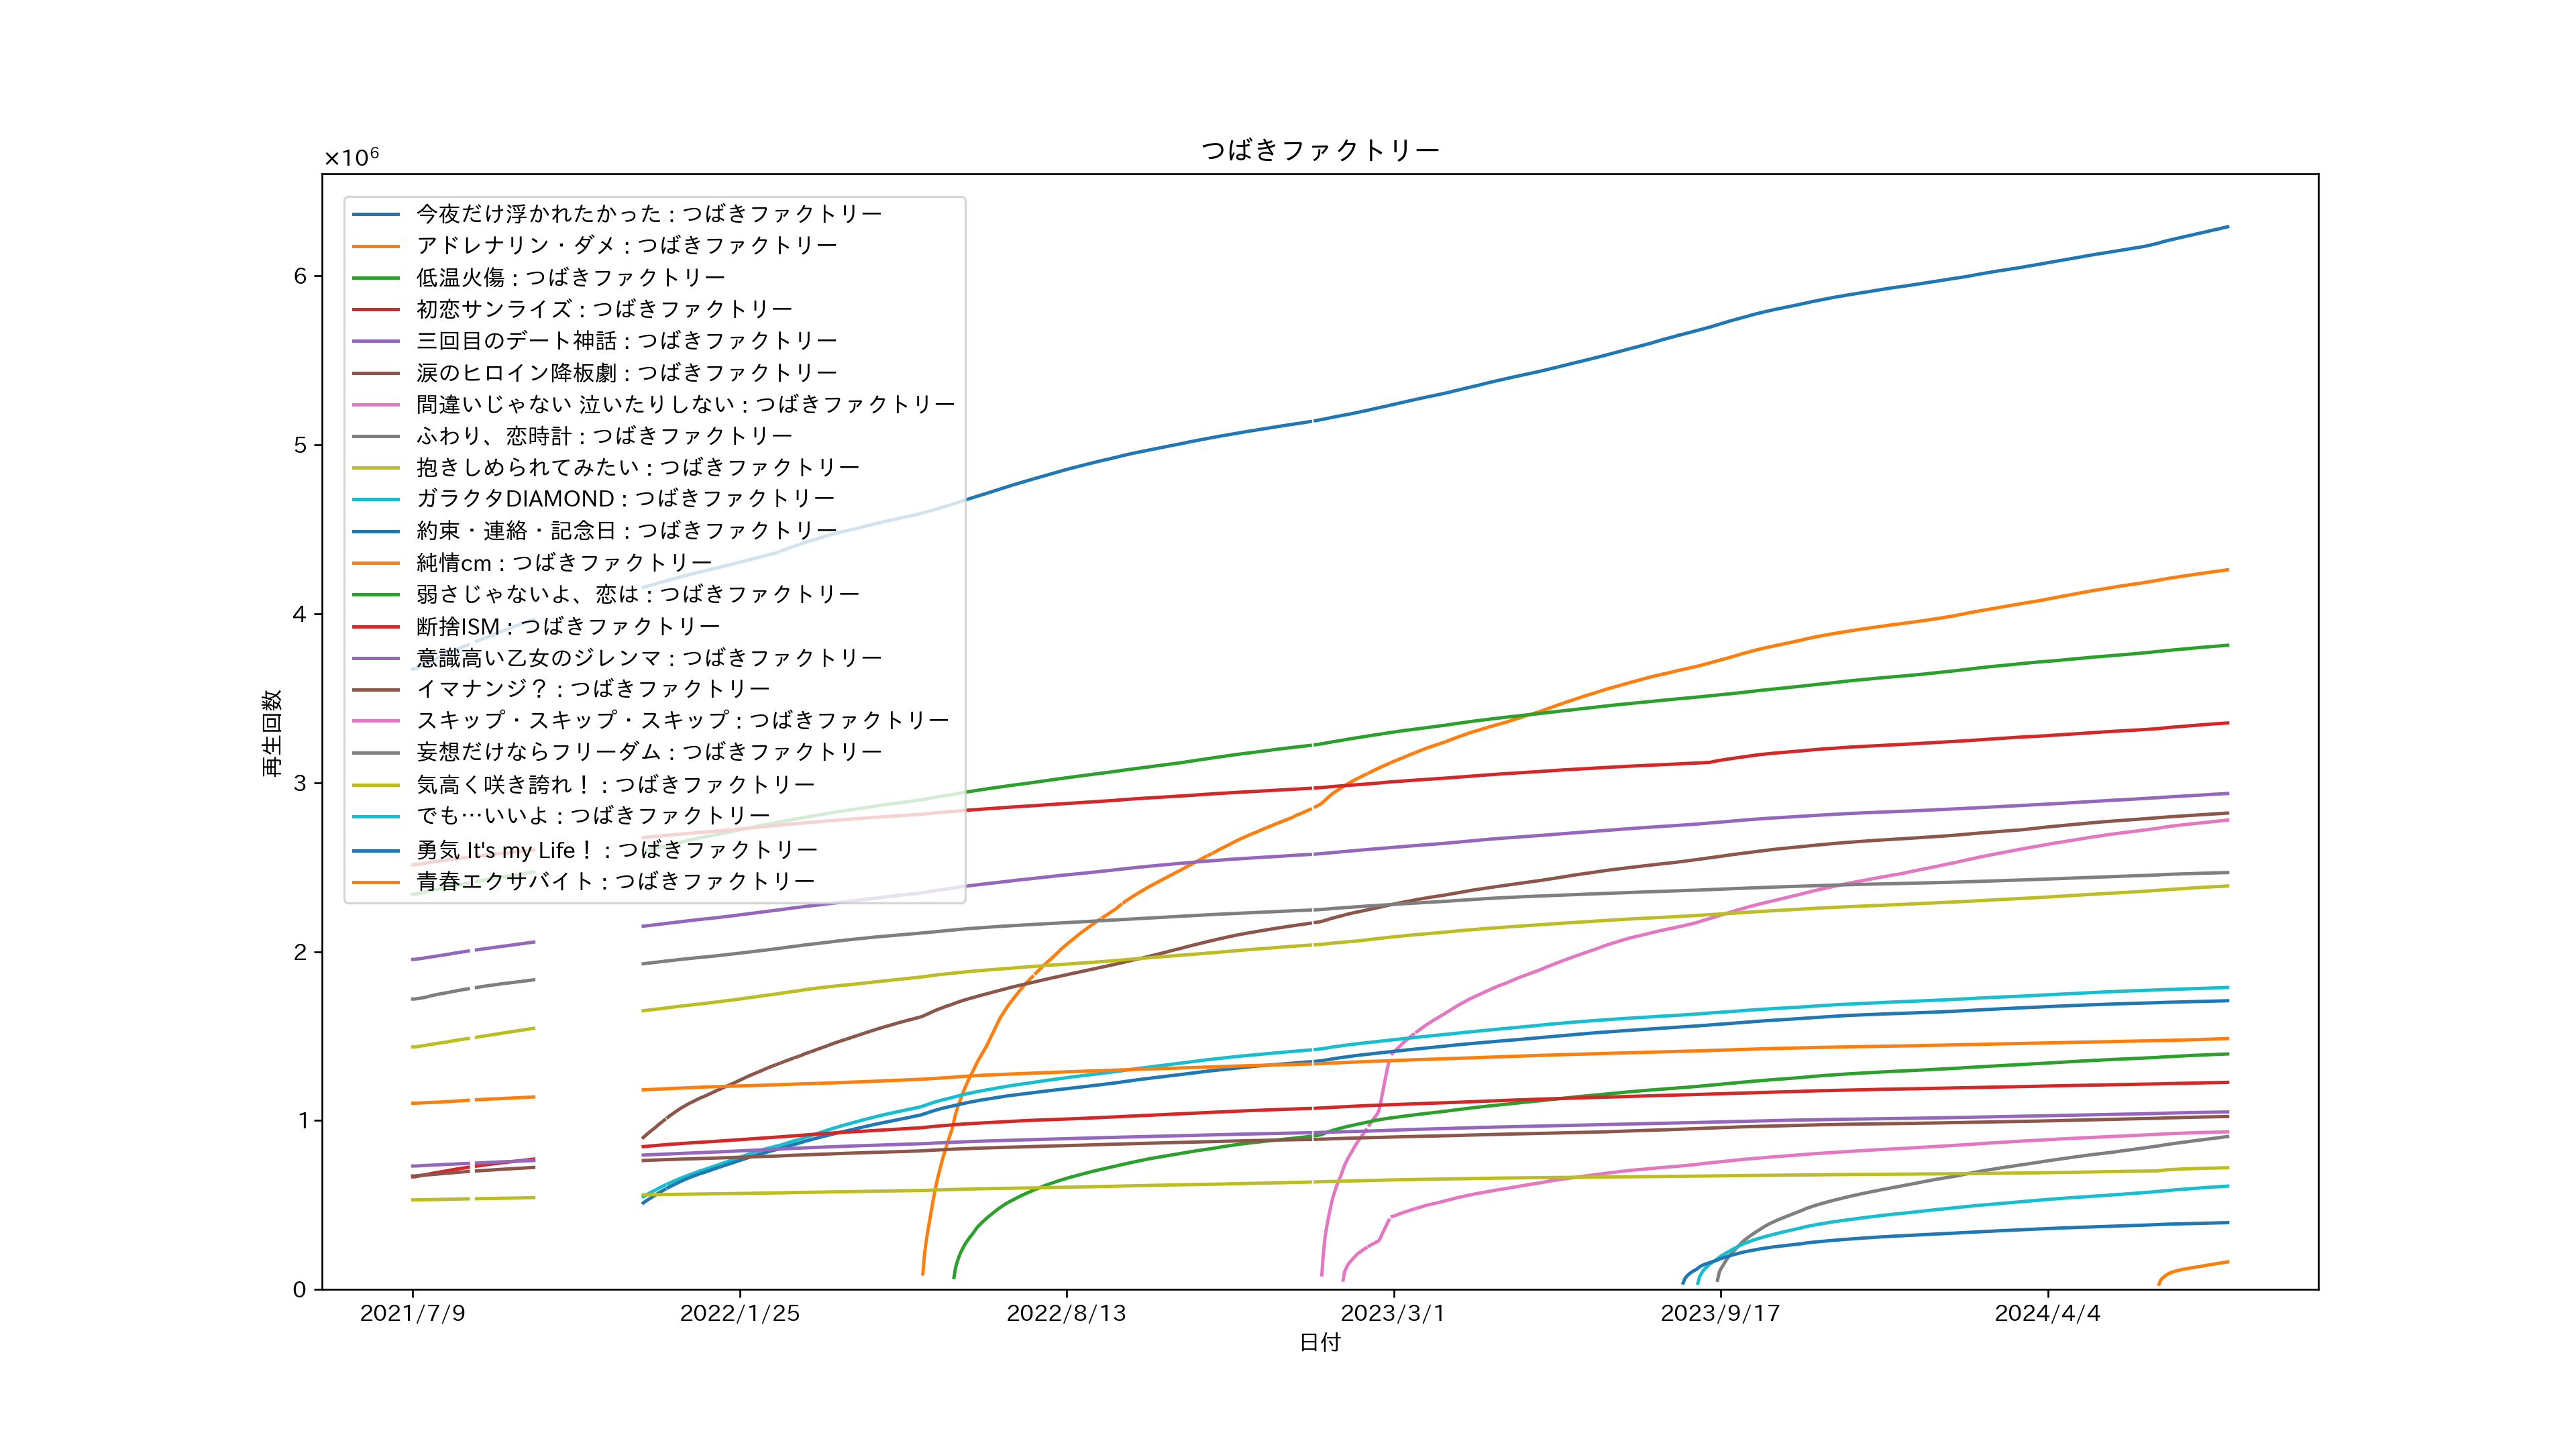 つばきファクトリー
×10⁶
今夜だけ浮かれたかった : つばきファクトリー
アドレナリン・ダメ : つばきファクトリー
低温火傷 : つばきファクトリー
初恋サンライズ : つばきファクトリー
三回目のデート神話 : つばきファクトリー
涙のヒロイン降板劇 : つばきファクトリー
間違いじゃない 泣いたりしない : つばきファクトリー
ふわり、恋時計 : つばきファクトリー
抱きしめられてみたい : つばきファクトリー
ガラクタDIAMOND : つばきファクトリー
約束・連絡・記念日 : つばきファクトリー
純情cm : つばきファクトリー
弱さじゃないよ、恋は : つばきファクトリー
断捨ISM : つばきファクトリー
意識高い乙女のジレンマ : つばきファクトリー
イマナンジ？ : つばきファクトリー
スキップ・スキップ・スキップ : つばきファクトリー
妄想だけならフリーダム : つばきファクトリー
気高く咲き誇れ！ : つばきファクトリー
でも…いいよ : つばきファクトリー
勇気 It's my Life！ : つばきファクトリー
青春エクサバイト : つばきファクトリー
6
5
4
3
2
1
0
再生回数
2021/7/9
2022/1/25
2022/8/13
2023/3/1
2023/9/17
2024/4/4
日付